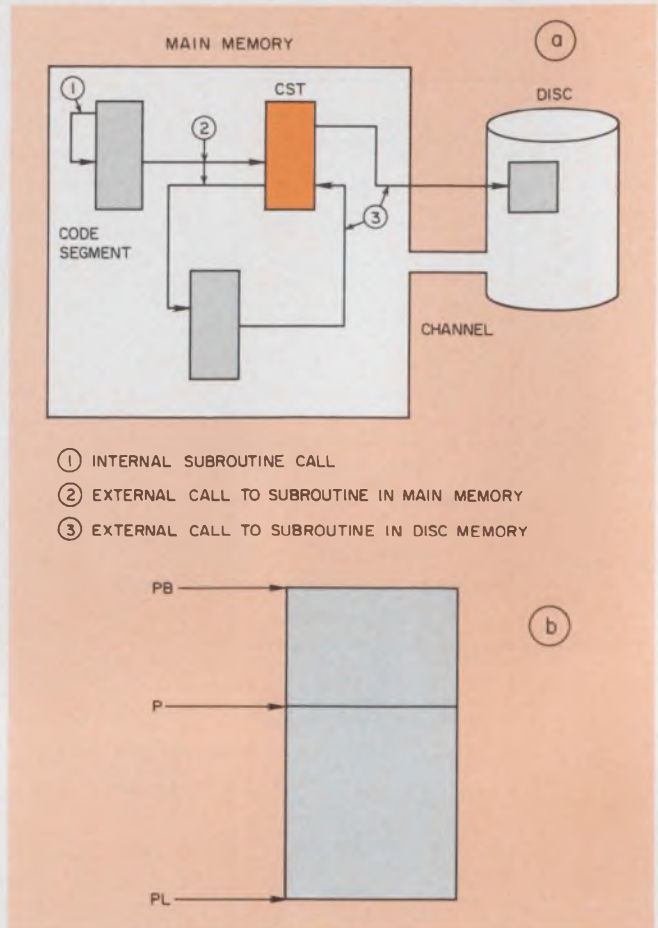 a
MAIN MEMORY
DISC
1
CST
2
3
CODE
SEGMENT
CHANNEL
1 INTERNAL SUBROUTINE CALL
2 EXTERNAL CALL TO SUBROUTINE IN MAIN MEMORY
3 EXTERNAL CALL TO SUBROUTINE IN DISC MEMORY
PB
b
P
PL